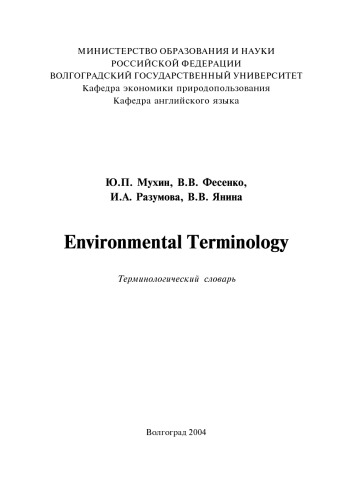 МИНИСТЕРСТВО ОБРАЗОВАНИЯ И НАУКИ
РОССИЙСКОЙ ФЕДЕРАЦИИ
ВОЛГОГРАДСКИЙ ГОСУДАРСТВЕННЫЙ УНИВЕРСИТЕТ
Кафедра экономики природопользования
Кафедра английского языка
Ю.П. Мухин, В.В. Фесенко,
И.А. Разумова, В.В. Янина
Environmental Terminology
Терминологический словарь
Волгоград 2004